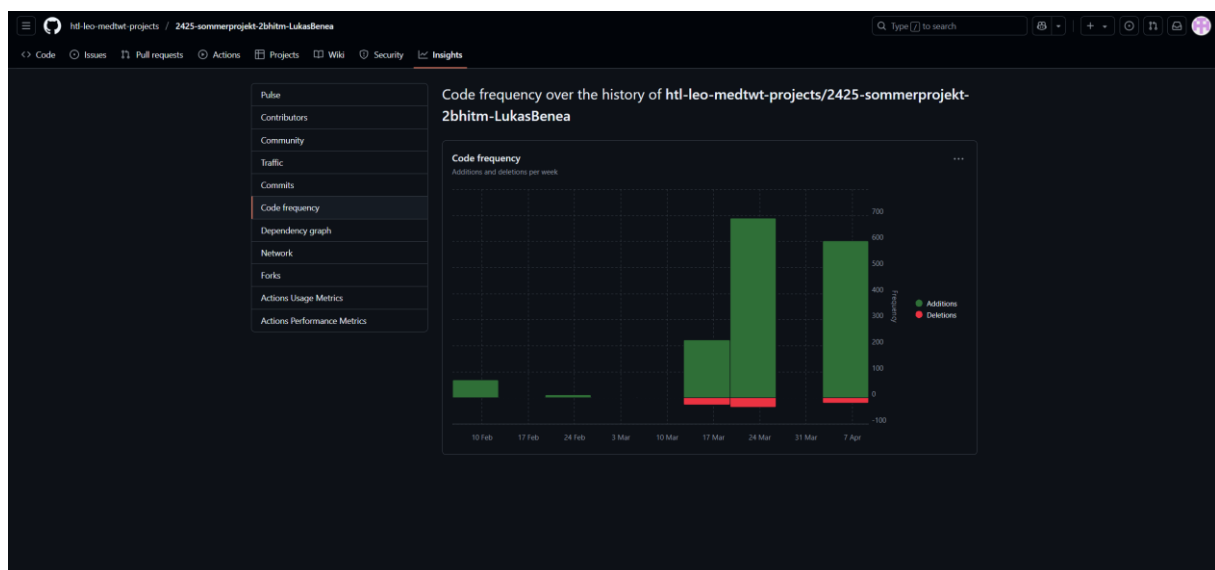 htl-leo-medtwt-projects / 2425-sommerprojekt-2bhitm-LukasBenea
Type / to search
Code Issues Pull requests Actions Projects Wiki Security Insights
Pulse
Contributors
Community
Traffic
Commits
Code frequency
Dependency graph
Network
Forks
Actions Usage Metrics
Actions Performance Metrics
Code frequency over the history of htl-leo-medtwt-projects/2425-sommerprojekt-
2bhitm-LukasBenea
Code frequency
Additions and deletions per week
700
600
500
400
300
200
100
0
-100
Frequency
Additions
Deletions
10 Feb 17 Feb 24 Feb 3 Mar 10 Mar 17 Mar 24 Mar 31 Mar 7 Apr